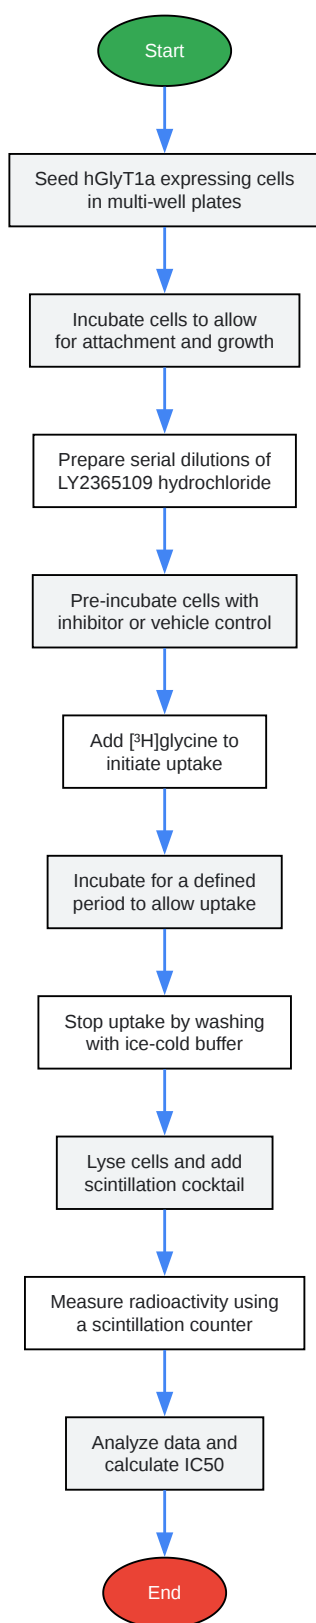 Start
Seed hGlyT1a expressing cells
in multi-well plates
Incubate cells to allow
for attachment and growth
Prepare serial dilutions of
LY2365109 hydrochloride
Pre-incubate cells with
inhibitor or vehicle control
Add [³H]glycine to
initiate uptake
Incubate for a defined
period to allow uptake
Stop uptake by washing
with ice-cold buffer
Lyse cells and add
scintillation cocktail
Measure radioactivity using
a scintillation counter
Analyze data and
calculate IC50
End